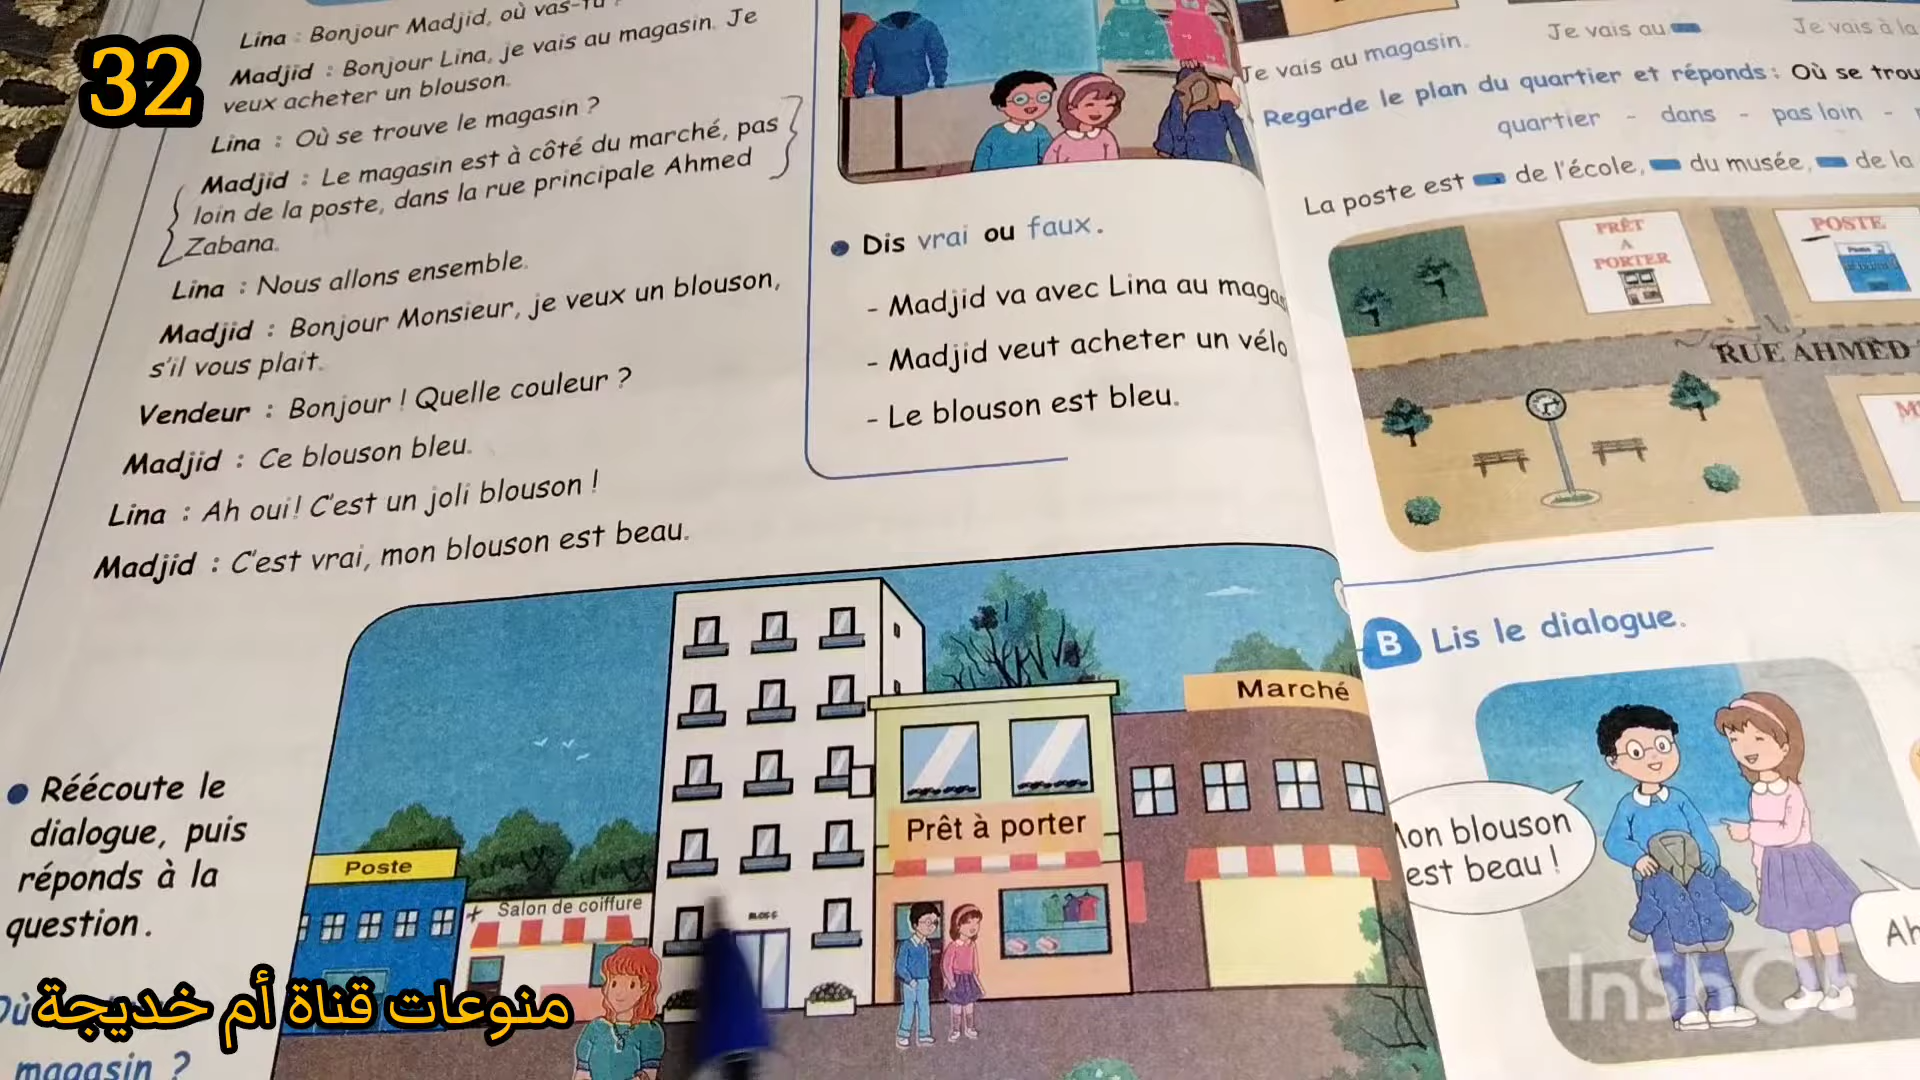 32
Lina : Bonjour Madjid, où vas-tu ?
Madjid : Bonjour Lina, je vais au magasin. Je
veux acheter un blouson.
Lina : Où se trouve le magasin ?
Madjid : Le magasin est à côté du marché, pas
loin de la poste, dans la rue principale Ahmed
Zabana.
Lina : Nous allons ensemble.
Madjid : Bonjour Monsieur, je veux un blouson,
s'il vous plait.
Vendeur : Bonjour ! Quelle couleur ?
Madjid : Ce blouson bleu.
Lina : Ah oui! C'est un joli blouson !
Madjid : C'est vrai, mon blouson est beau.
Dis vrai ou faux.
- Madjid va avec Lina au
- Madjid veut acheter un vélo
- Le blouson est bleu.
Réécoute le
dialogue, puis
réponds à la
question.
magasin ?
منوعات قناة أم خديجة
Poste
Salon de coiffure
Prêt à porter
Marché
Je vais au magasin.
Je vais au
Je vais à la
Regarde le plan du quartier et réponds : Où se
quartier - dans - pas loin -
La poste est de l'école, du musée, de la
PRÊT
A
PORTER
POSTE
RUE AHMED
B Lis le dialogue.
blouson
est beau !
Ah
InShOt